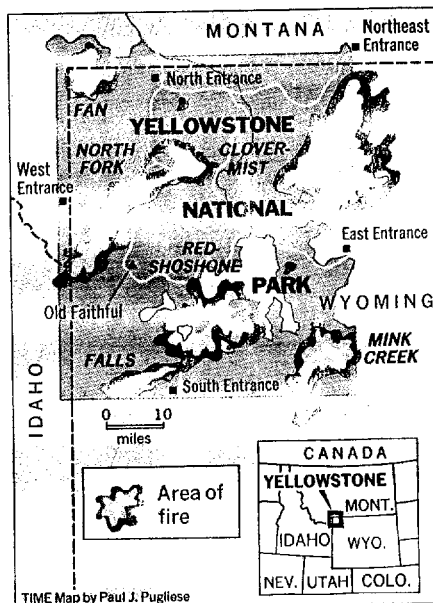 MONTANA
Northeast
Entrance
North Entrance
FAN
YELLOWSTONE
NORTH
FORK
CLOVER-
MIST
West
Entrance
NATIONAL
RED-
SHOSHONE
East Entrance
PARK
Old Faithful
WYOMING
FALLS
MINK
CREEK
South Entrance
IDAHO
0 10
miles
Area of
fire
CANADA
YELLOWSTONE
MONT.
IDAHO
WYO.
NEV. UTAH COLO.
TIME Map by Paul J. Pugliese